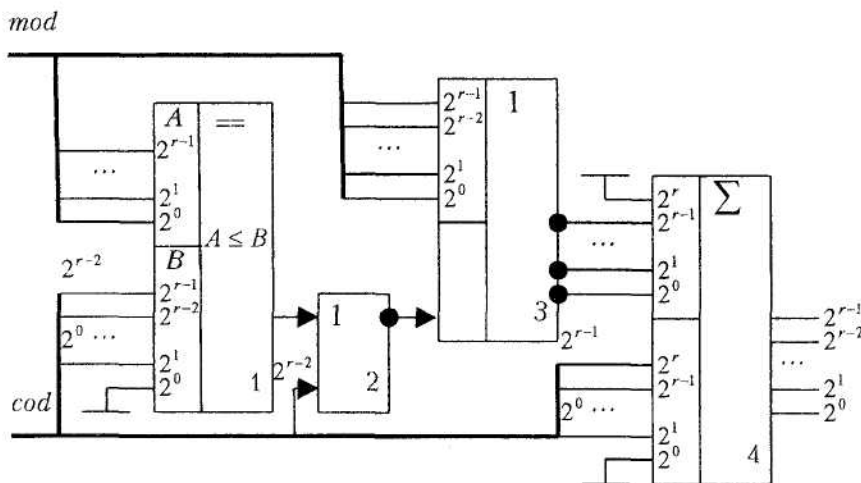 mod
A == 
2^{r-1}
...
2^1
2^0
A ≤ B
2^{r-2}
B
2^{r-1}
2^{r-2}
2^0 ...
2^1
2^0
1
cod
2^{r-2}
1
2
1
2^{r-1}
2^{r-2}
...
2^1
2^0
3
2^{r-1}
Σ
2^r
2^{r-1}
...
2^1
2^0
2^r
2^{r-1}
2^0 ...
2^1
2^0
4
2^{r-1}
2^{r-2}
...
2^1
2^0